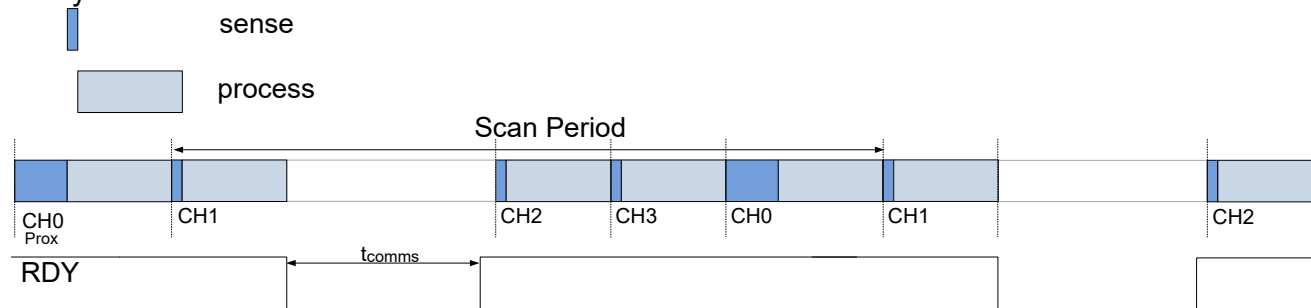 sense
process
Scan Period
CH0 CH1 CH2 CH3 CH0 CH1 CH2
Prox
RDY tcomms